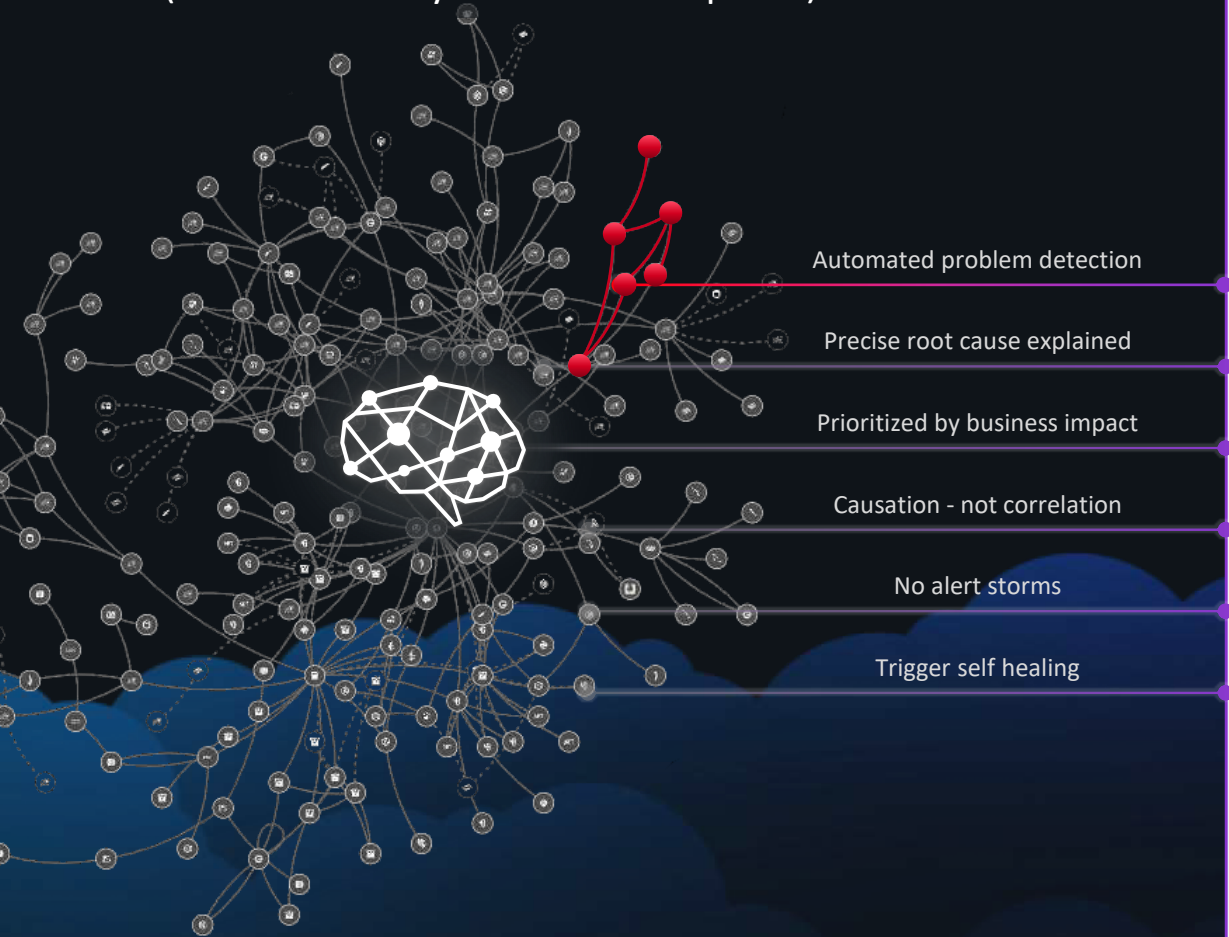 Automated problem detection
Precise root cause explained
Prioritized by business impact
Causation - not correlation
No alert storms
Trigger self healing